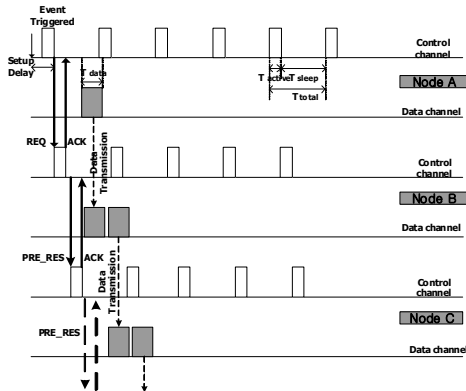 Event
Triggered
Setup
Delay
T data
T active
T sleep
T total
Control
channel
Node A
Data channel
REQ
ACK
Data
Transmission
Control
channel
Node B
Data channel
PRE_RES
ACK
Data
Transmission
Control
channel
Node C
PRE_RES
Data channel